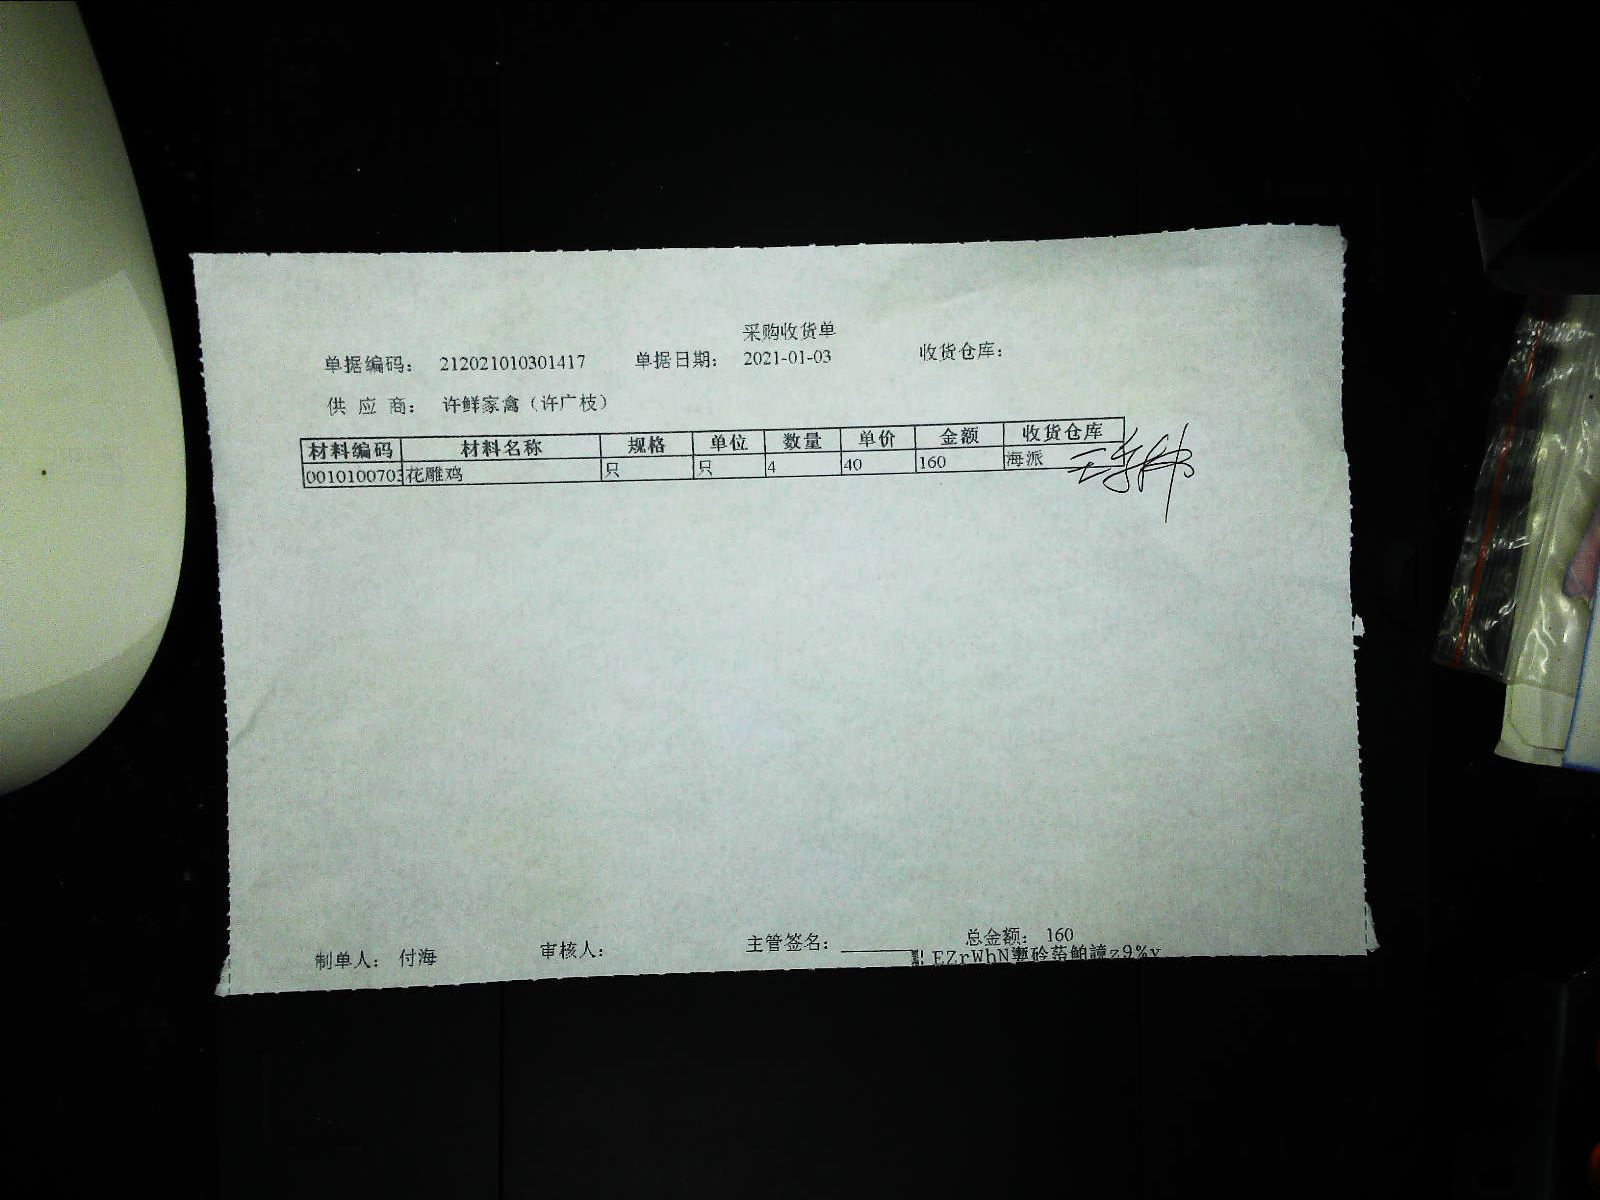 采购收货单
单据编码： 212021010301417 单据日期： 2021-01-03 收货仓库：
供 应 商： 许鲜家禽（许广枝）
材料编码 材料名称 规格 单位 数量 单价 金额 收货仓库
0010100703 花雕鸡 只 只 4 40 160 海派
制单人： 付海 审核人： 主管签名： 总金额： 160